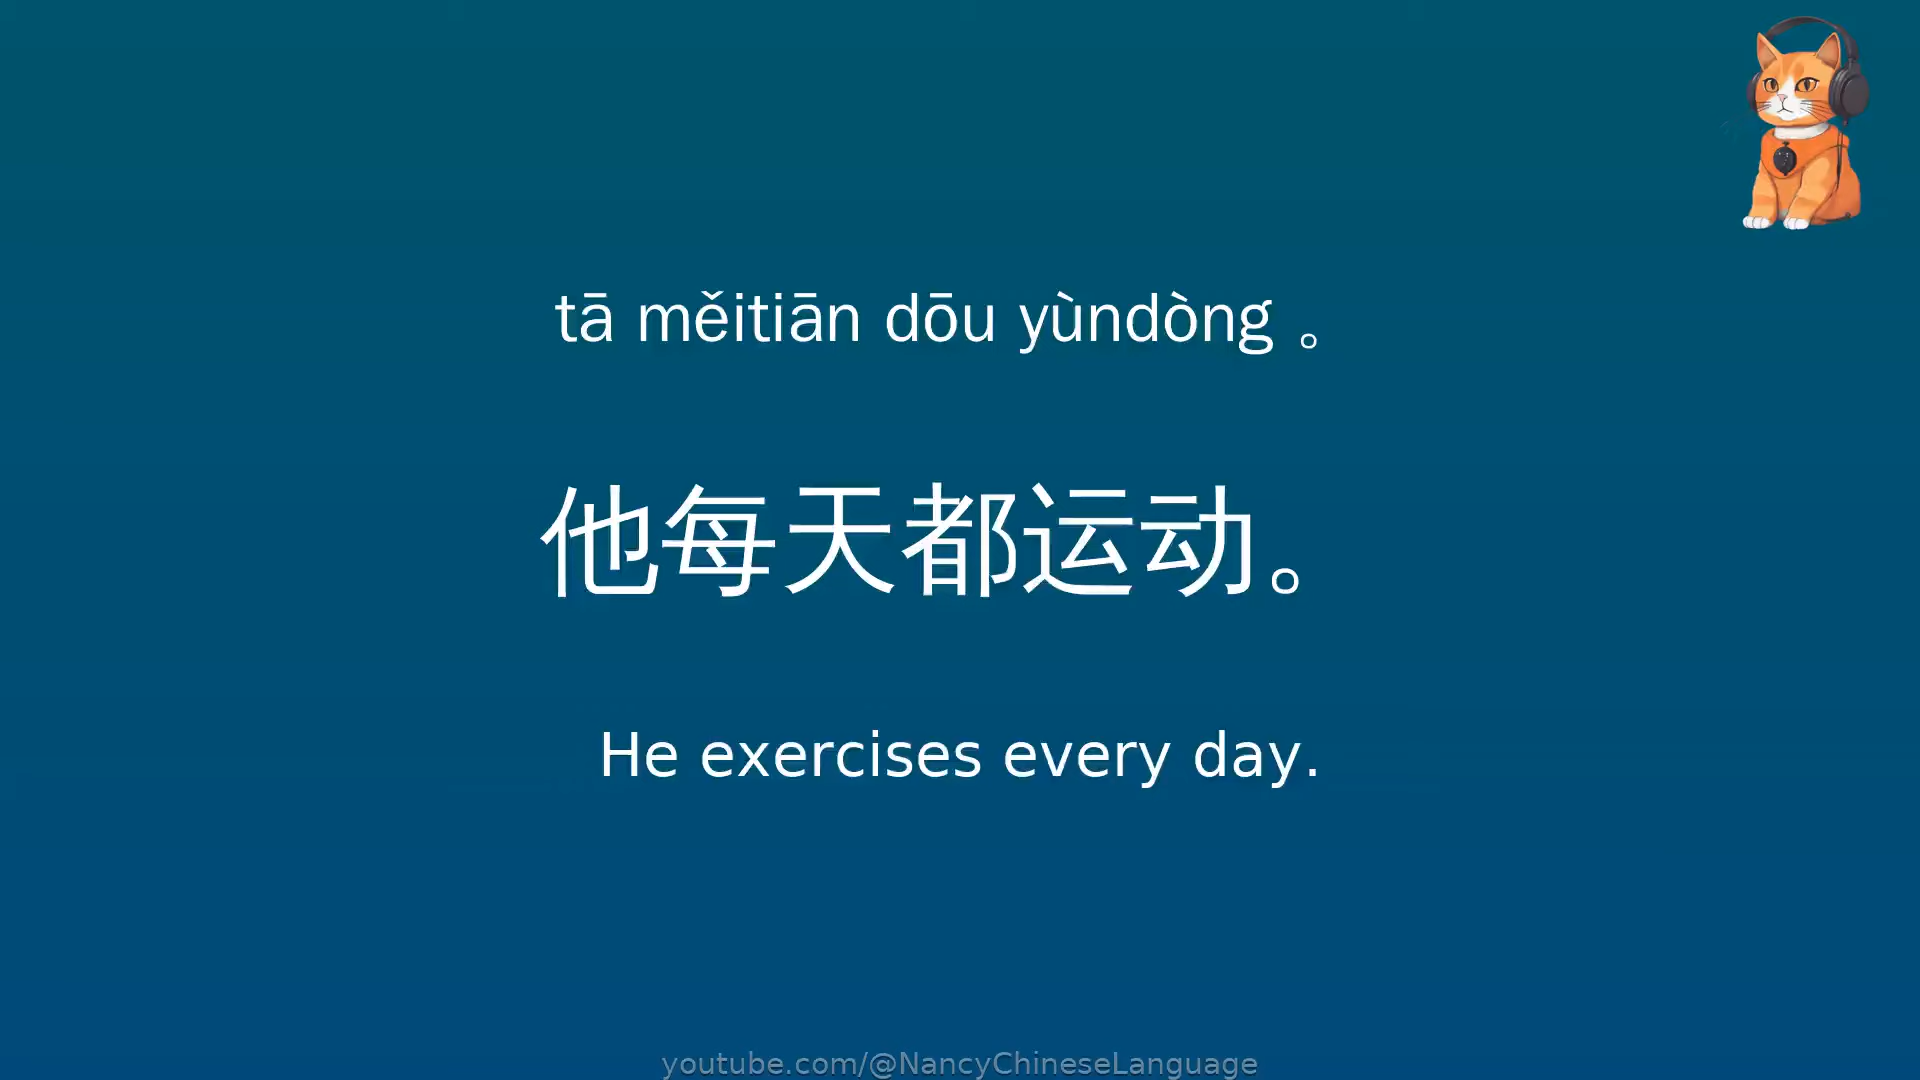 tā měitiān dōu yùndòng 。
他每天都运动。
He exercises every day.
youtube.com/@NancyChineseLanguage